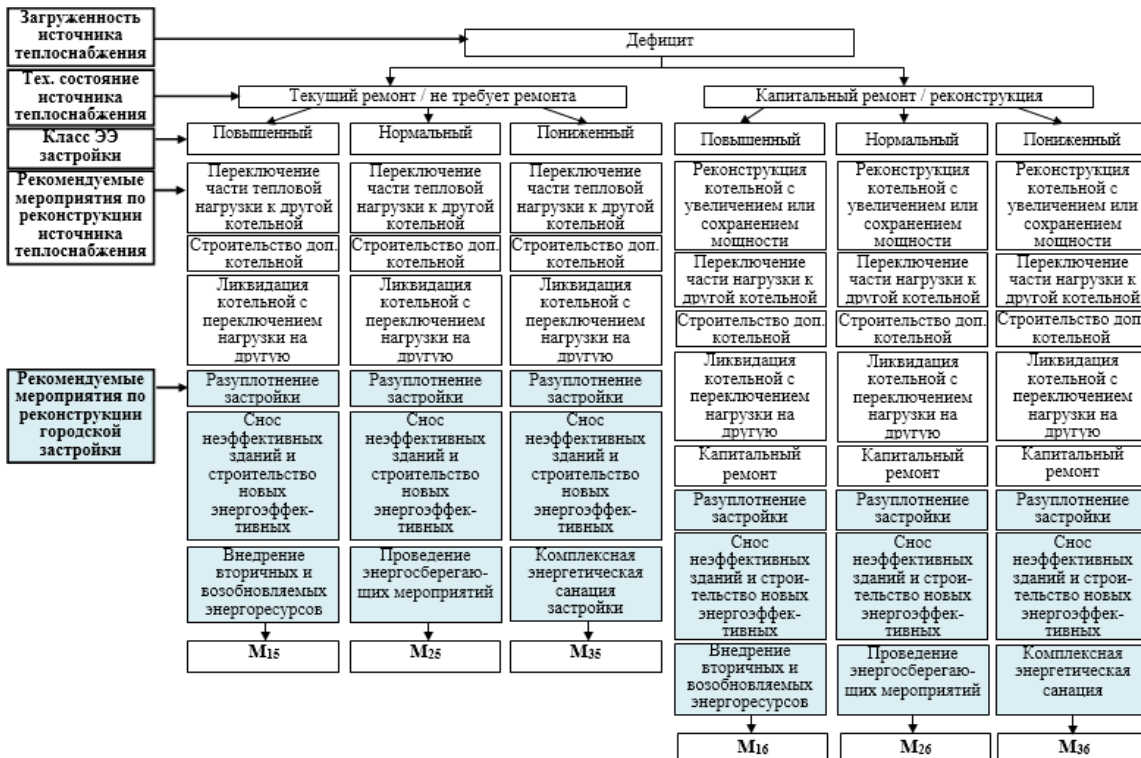 Загруженность
источника
теплоснабжения
Дефицит
Тех. состояние
источника
теплоснабжения
Текущий ремонт / не требует ремонта
Капитальный ремонт / реконструкция
Класс ЭЭ
застройки
Повышенный
Нормальный
Пониженный
Повышенный
Нормальный
Пониженный
Рекомендуемые
мероприятия по
реконструкции
источника
теплоснабжения
Переключение
части тепловой
нагрузки к другой
котельной
Переключение
части тепловой
нагрузки к другой
котельной
Переключение
части тепловой
нагрузки к другой
котельной
Строительство доп.
котельной
Строительство доп.
котельной
Строительство доп.
котельной
Ликвидация
котельной с
переключением
нагрузки на
другую
Ликвидация
котельной с
переключением
нагрузки на
другую
Ликвидация
котельной с
переключением
нагрузки на
другую
Реконструкция
котельной с
увеличением или
сохранением
мощности
Реконструкция
котельной с
увеличением или
сохранением
мощности
Реконструкция
котельной с
увеличением или
сохранением
мощности
Переключение
части нагрузки к
другой котельной
Переключение
части нагрузки к
другой котельной
Переключение
части нагрузки к
другой котельной
Строительство доп.
котельной
Строительство доп.
котельной
Строительство доп.
котельной
Ликвидация
котельной с
переключением
нагрузки на
другую
Ликвидация
котельной с
переключением
нагрузки на
другую
Ликвидация
котельной с
переключением
нагрузки на
другую
Капитальный
ремонт
Капитальный
ремонт
Капитальный
ремонт
Рекомендуемые
мероприятия по
реконструкции
городской
застройки
Разуплотнение
застройки
Разуплотнение
застройки
Разуплотнение
застройки
Снос
неэффективных
зданий и
строительство
новых
энергоэффек-
тивных
Снос
неэффективных
зданий и
строительство
новых
энергоэффек-
тивных
Снос
неэффективных
зданий и
строительство
новых
энергоэффек-
тивных
Внедрение
вторичных и
возобновляемых
энергоресурсов
Проведение
энергосберегаю-
щих мероприятий
Комплексная
энергетическая
санация
застройки
М15
М25
М35
Разуплотнение
застройки
Разуплотнение
застройки
Разуплотнение
застройки
Снос
неэффективных
зданий и строи-
тельство новых
энергоэффек-
тивных
Снос
неэффективных
зданий и строи-
тельство новых
энергоэффек-
тивных
Снос
неэффективных
зданий и строи-
тельство новых
энергоэффек-
тивных
Внедрение
вторичных и
возобновляемых
энергоресурсов
Проведение
энергосберегаю-
щих мероприятий
Комплексная
энергетическая
санация
М16
М26
М36